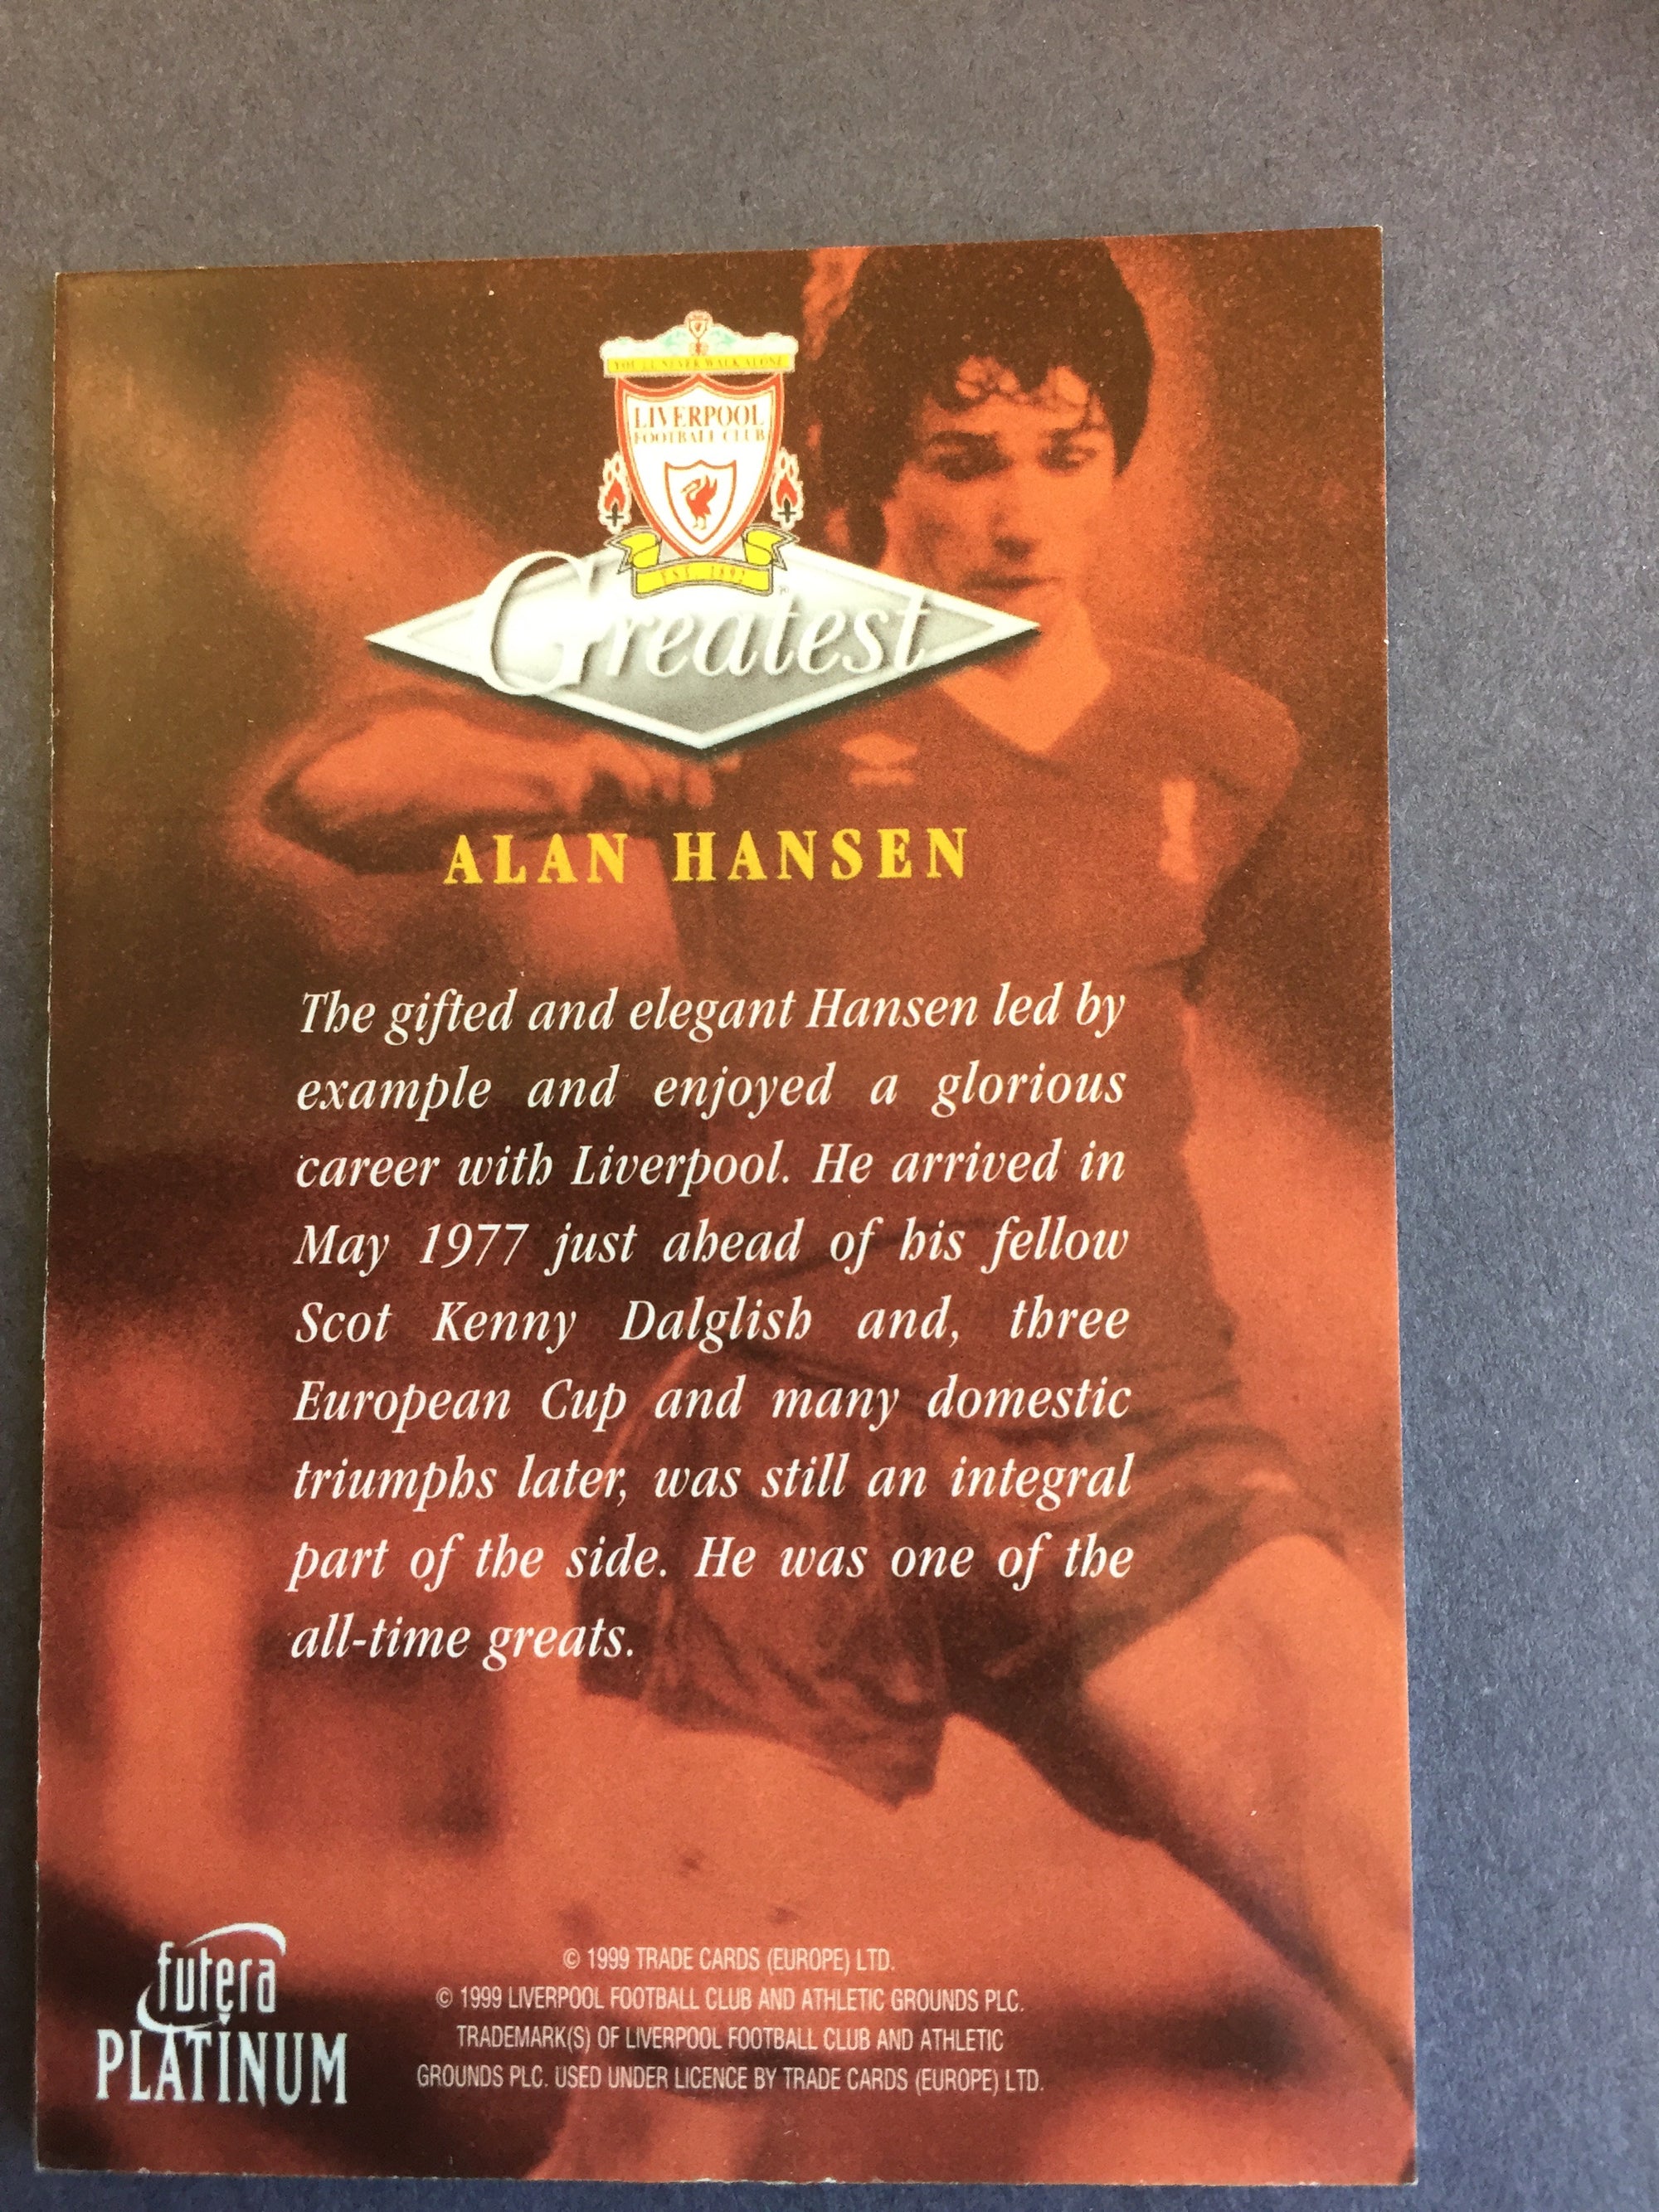 YOU'LL NEVER WALK ALONE
LIVERPOOL
FOOTBALL CLUB
EST. 1892
Greatest
ALAN HANSEN
The gifted and elegant Hansen led by
example and enjoyed a glorious
career with Liverpool. He arrived in
May 1977 just ahead of his fellow
Scot Kenny Dalglish and, three
European Cup and many domestic
triumphs later, was still an integral
part of the side. He was one of the
all-time greats.
futera
PLATINUM
© 1999 TRADE CARDS (EUROPE) LTD.
© 1999 LIVERPOOL FOOTBALL CLUB AND ATHLETIC GROUNDS PLC.
TRADEMARK(S) OF LIVERPOOL FOOTBALL CLUB AND ATHLETIC
GROUNDS PLC. USED UNDER LICENCE BY TRADE CARDS (EUROPE) LTD.